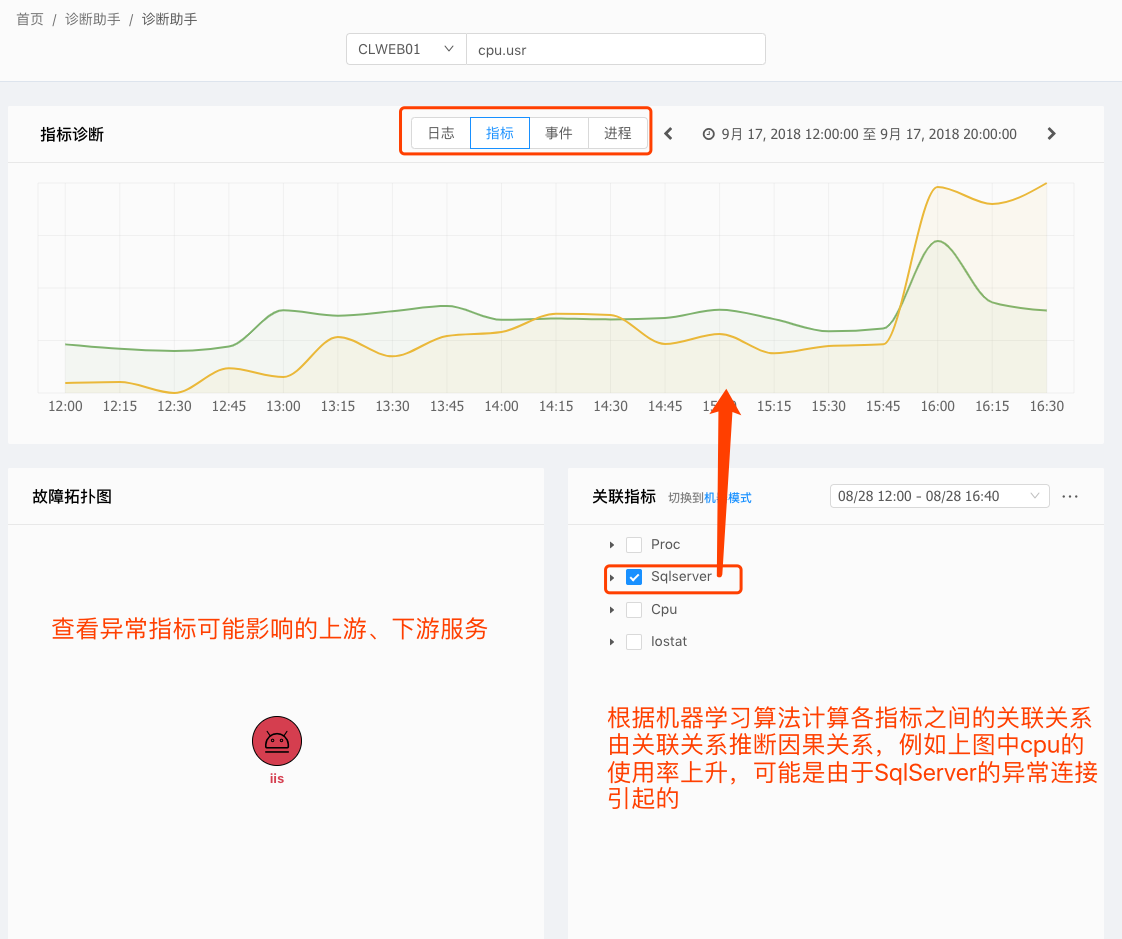 首页 / 诊断助手 / 诊断助手
CLWEB01 cpu.usr
指标诊断 日志 指标 事件 进程 9月 17, 2018 12:00:00 至 9月 17, 2018 20:00:00
12:00 12:15 12:30 12:45 13:00 13:15 13:30 13:45 14:00 14:15 14:30 14:45 15:15 15:30 15:45 16:00 16:15 16:30
故障拓扑图
查看异常指标可能影响的上游、下游服务
iis
关联指标 切换到机器模式 08/28 12:00 - 08/28 16:40 ···
Proc
Sqlserver
Cpu
Iostat
根据机器学习算法计算各指标之间的关联关系
由关联关系推断因果关系，例如上图中cpu的
使用率上升，可能是由于SqlServer的异常连接
引起的